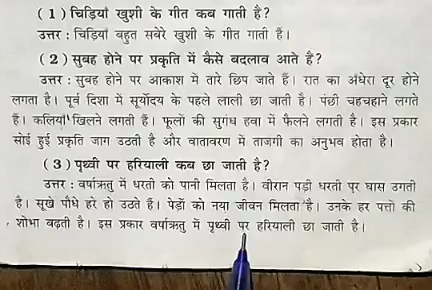 (1) चिड़ियाँ खुशी के गीत कब गाती है?
उत्तर : चिड़ियाँ बहुत सबेरे खुशी के गीत गाती हैं।
(2) सुबह होने पर प्रकृति में कैसे बदलाव आते हैं?
उत्तर : सुबह होने पर आकाश में तारे छिप जाते हैं। रात का अंधेरा दूर होने
लगता है। पूर्व दिशा में सूर्योदय के पहले लाली छा जाती है। पंछी चहचहाने लगते
हैं। कलियाँ खिलने लगती हैं। फूलों की सुगंध हवा में फैलने लगती है। इस प्रकार
सोई हुई प्रकृति जाग उठती है और वातावरण में ताजगी का अनुभव होता है।
(3) पृथ्वी पर हरियाली कब छा जाती है?
उत्तर : वर्षाऋतु में धरती को पानी मिलता है। वीरान पड़ी धरती पर घास उगती
है। सूखे पौधे हरे हो उठते हैं। पेड़ों को नया जीवन मिलता है। उनके हर पत्तों की
शोभा बढ़ती है। इस प्रकार वर्षाऋतु में पृथ्वी पर हरियाली छा जाती है।